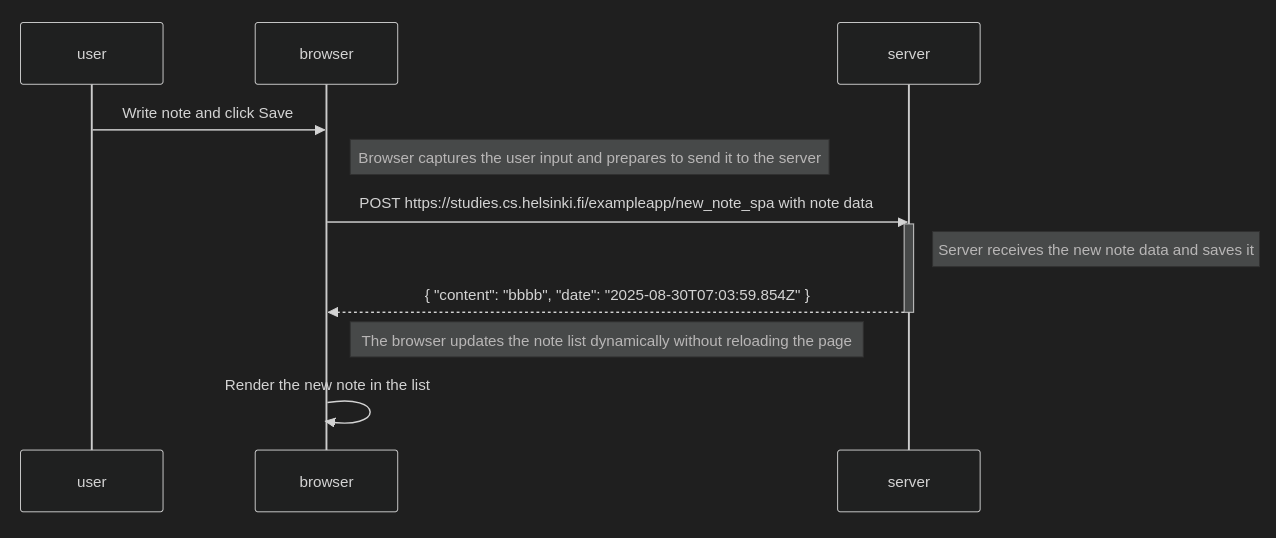 user
browser
server
Write note and click Save
Browser captures the user input and prepares to send it to the server
POST https://studies.cs.helsinki.fi/exampleapp/new_note_spa with note data
Server receives the new note data and saves it
{ "content": "bbbb", "date": "2025-08-30T07:03:59.854Z" }
The browser updates the note list dynamically without reloading the page
Render the new note in the list
user
browser
server